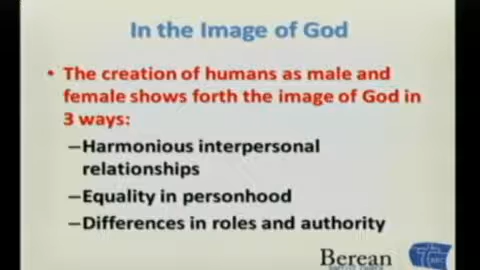 In the Image of God
• The creation of humans as male and
female shows forth the image of God in
3 ways:
–Harmonious interpersonal
relationships
–Equality in personhood
–Differences in roles and authority
Berean